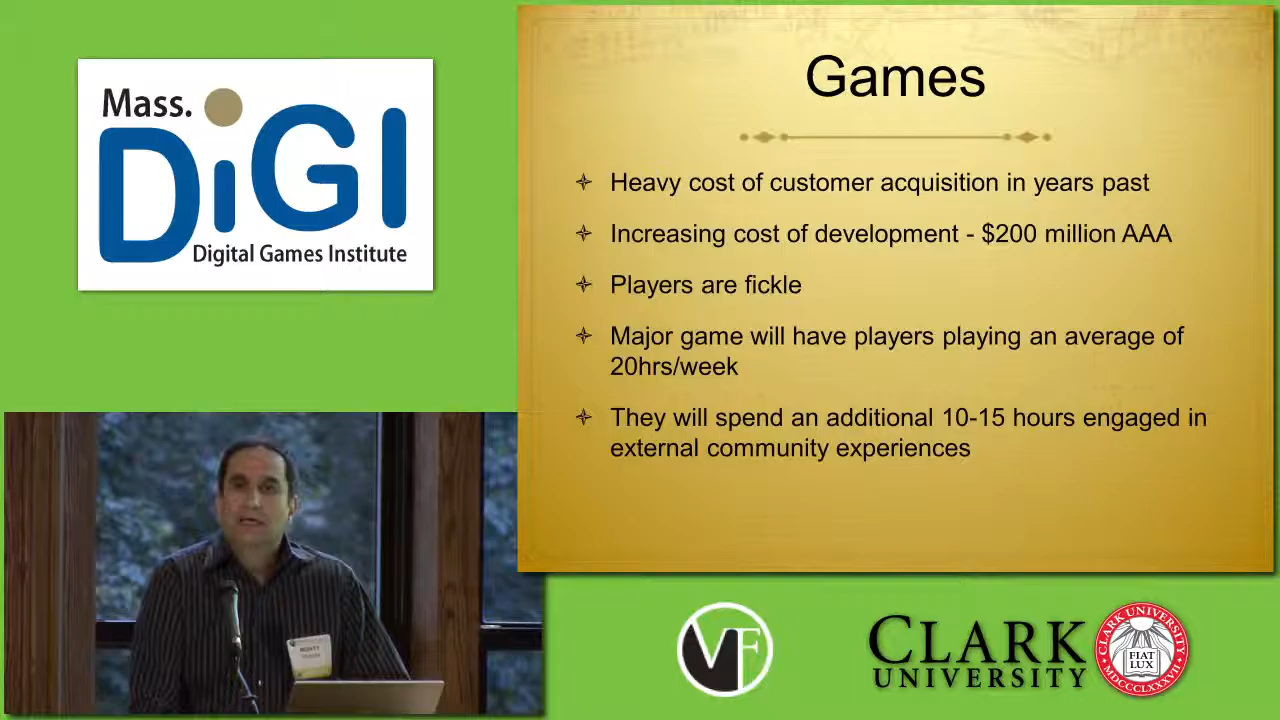 Mass.
DiGI
Digital Games Institute
Games
Heavy cost of customer acquisition in years past
Increasing cost of development - $200 million AAA
Players are fickle
Major game will have players playing an average of
20hrs/week
They will spend an additional 10-15 hours engaged in
external community experiences
VF
CLARK
UNIVERSITY
CLARK UNIVERSITY
FIAT
LUX
MDCCCLXXXVII